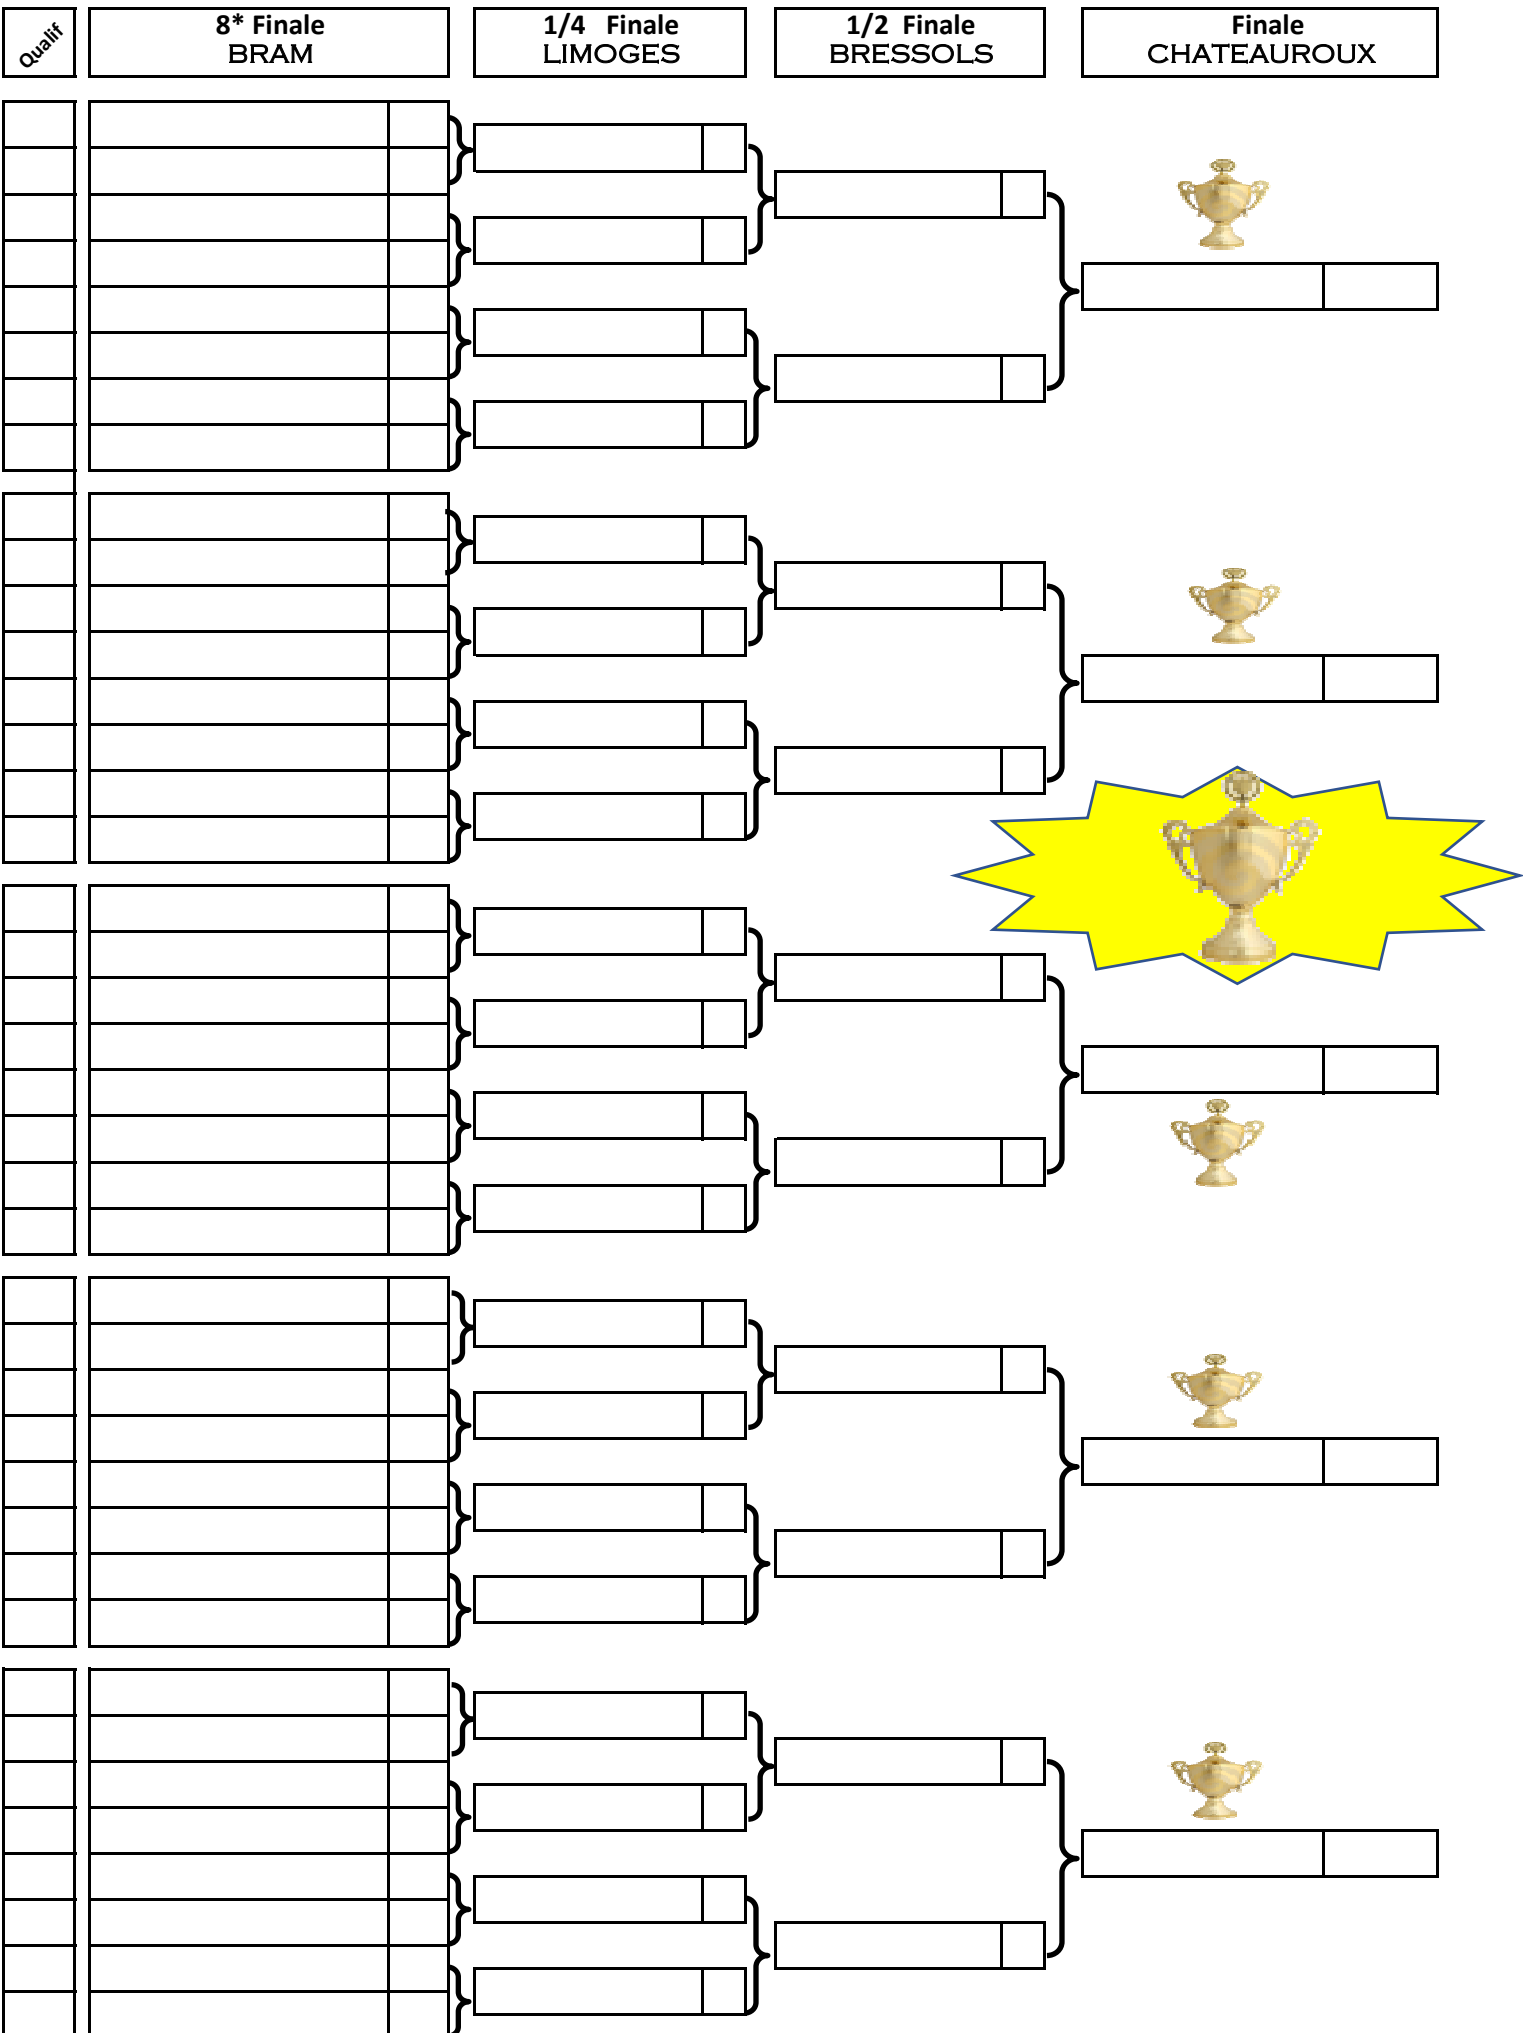 Qualif
8* Finale
BRAM
1/4 Finale
LIMOGES
1/2 Finale
BRESSOLS
Finale
CHATEAUROUX